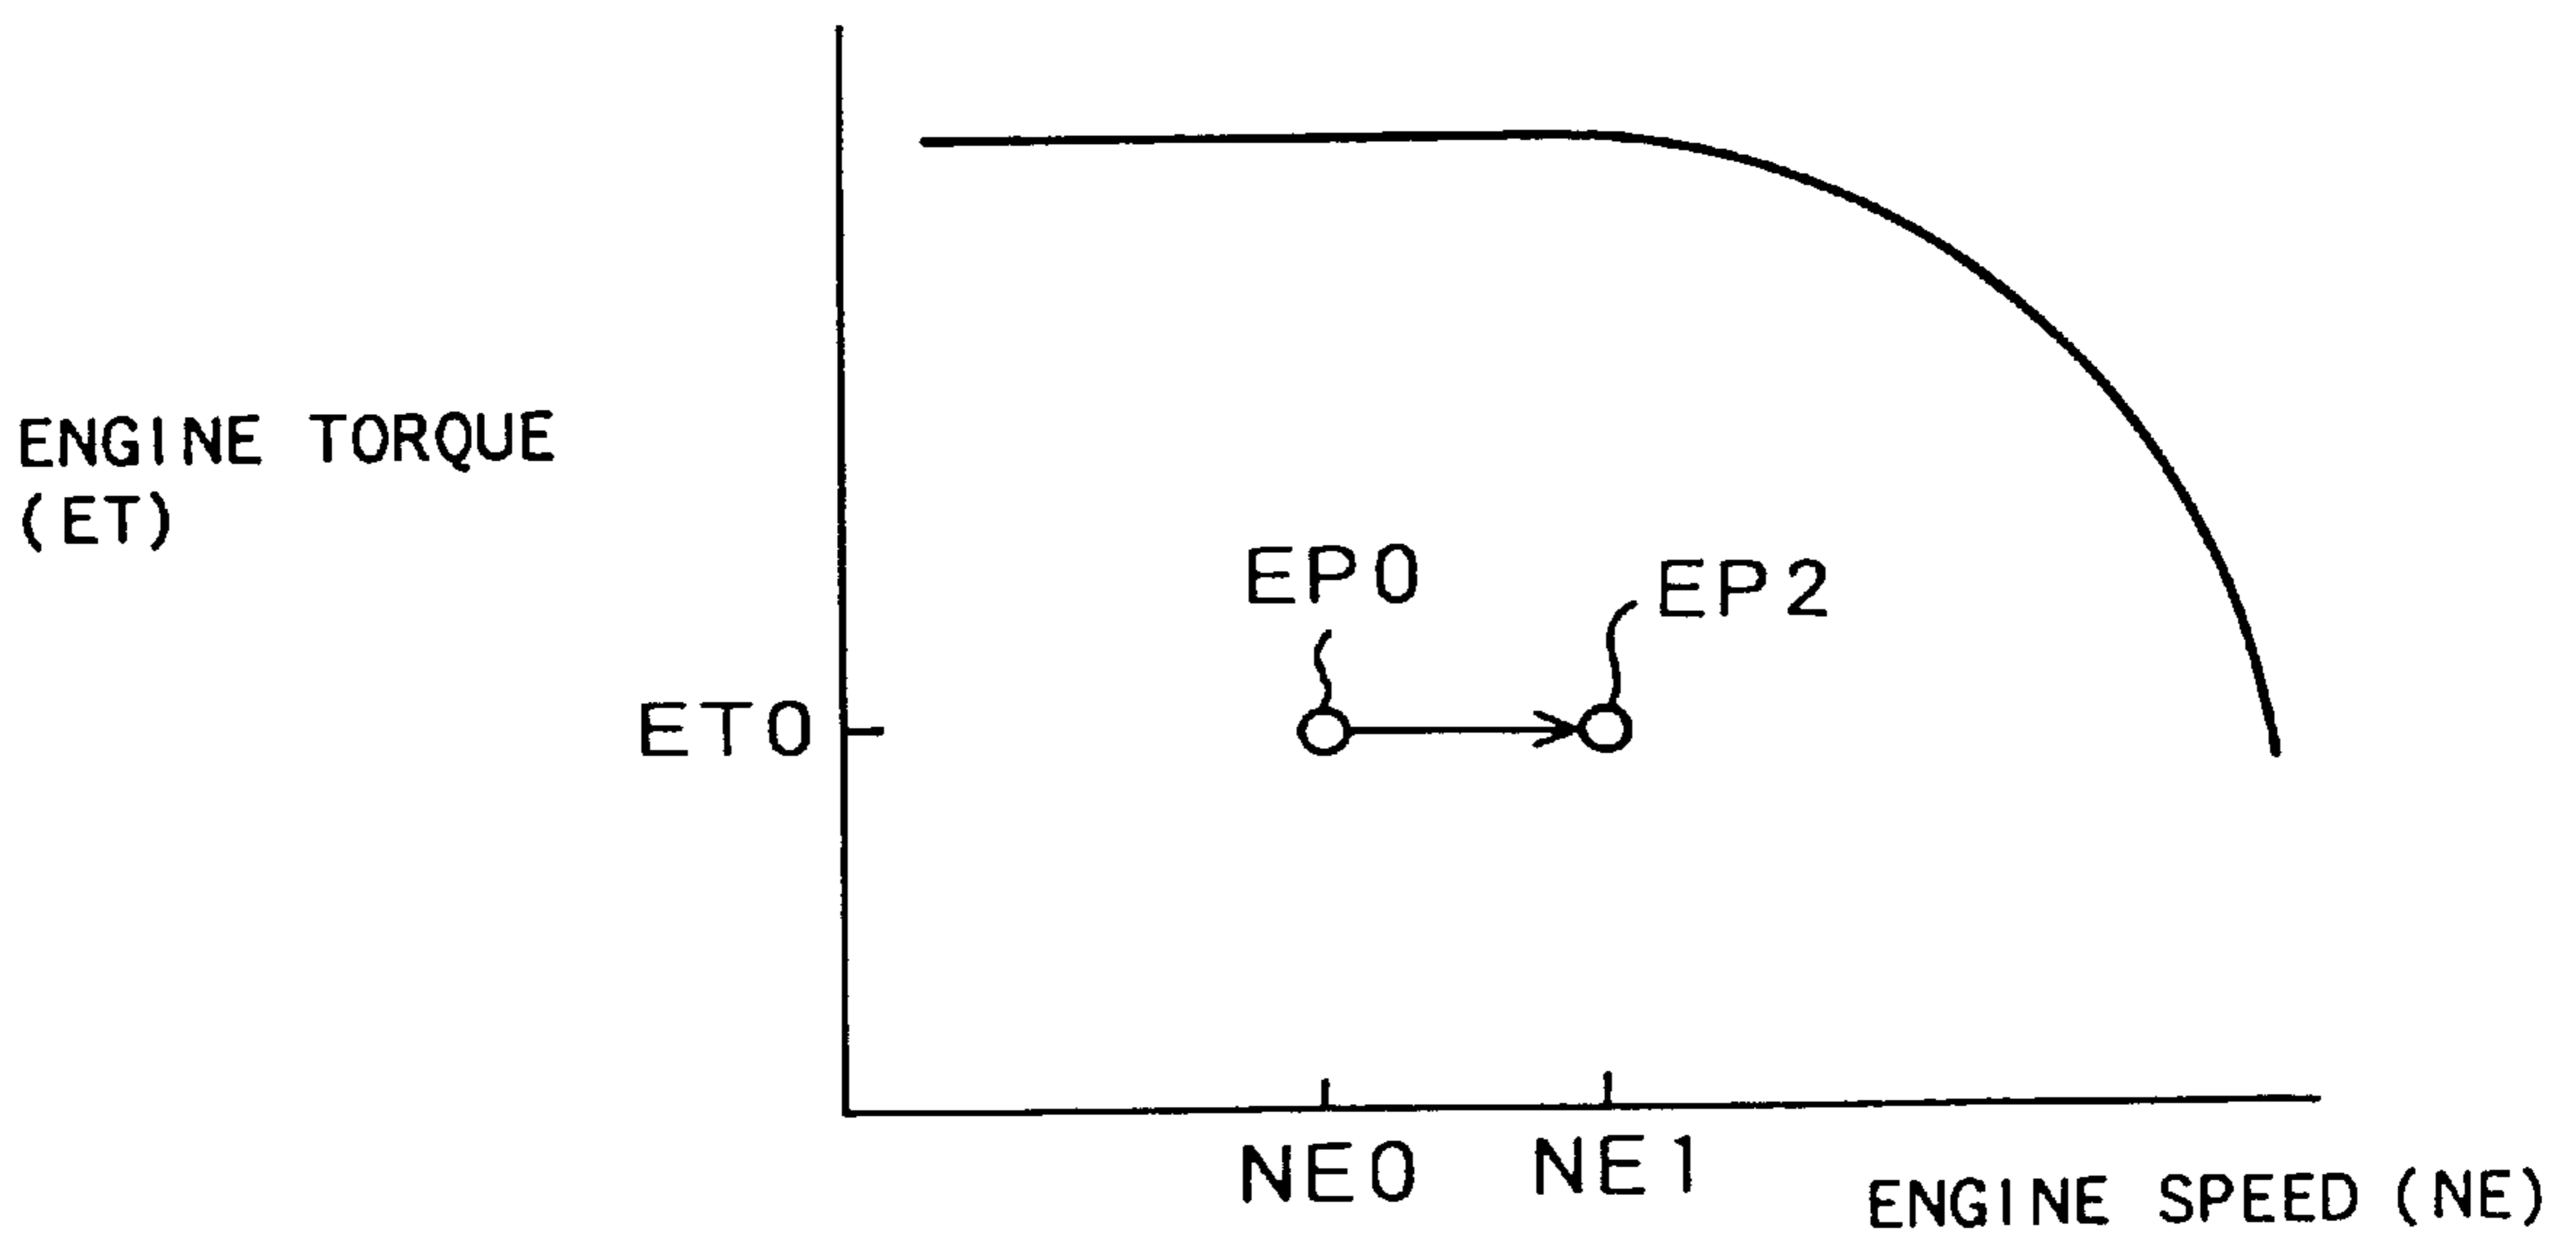 ENGINE TORQUE
(ET)
EP0
EP2
ET0
NE0
NE1
ENGINE SPEED (NE)